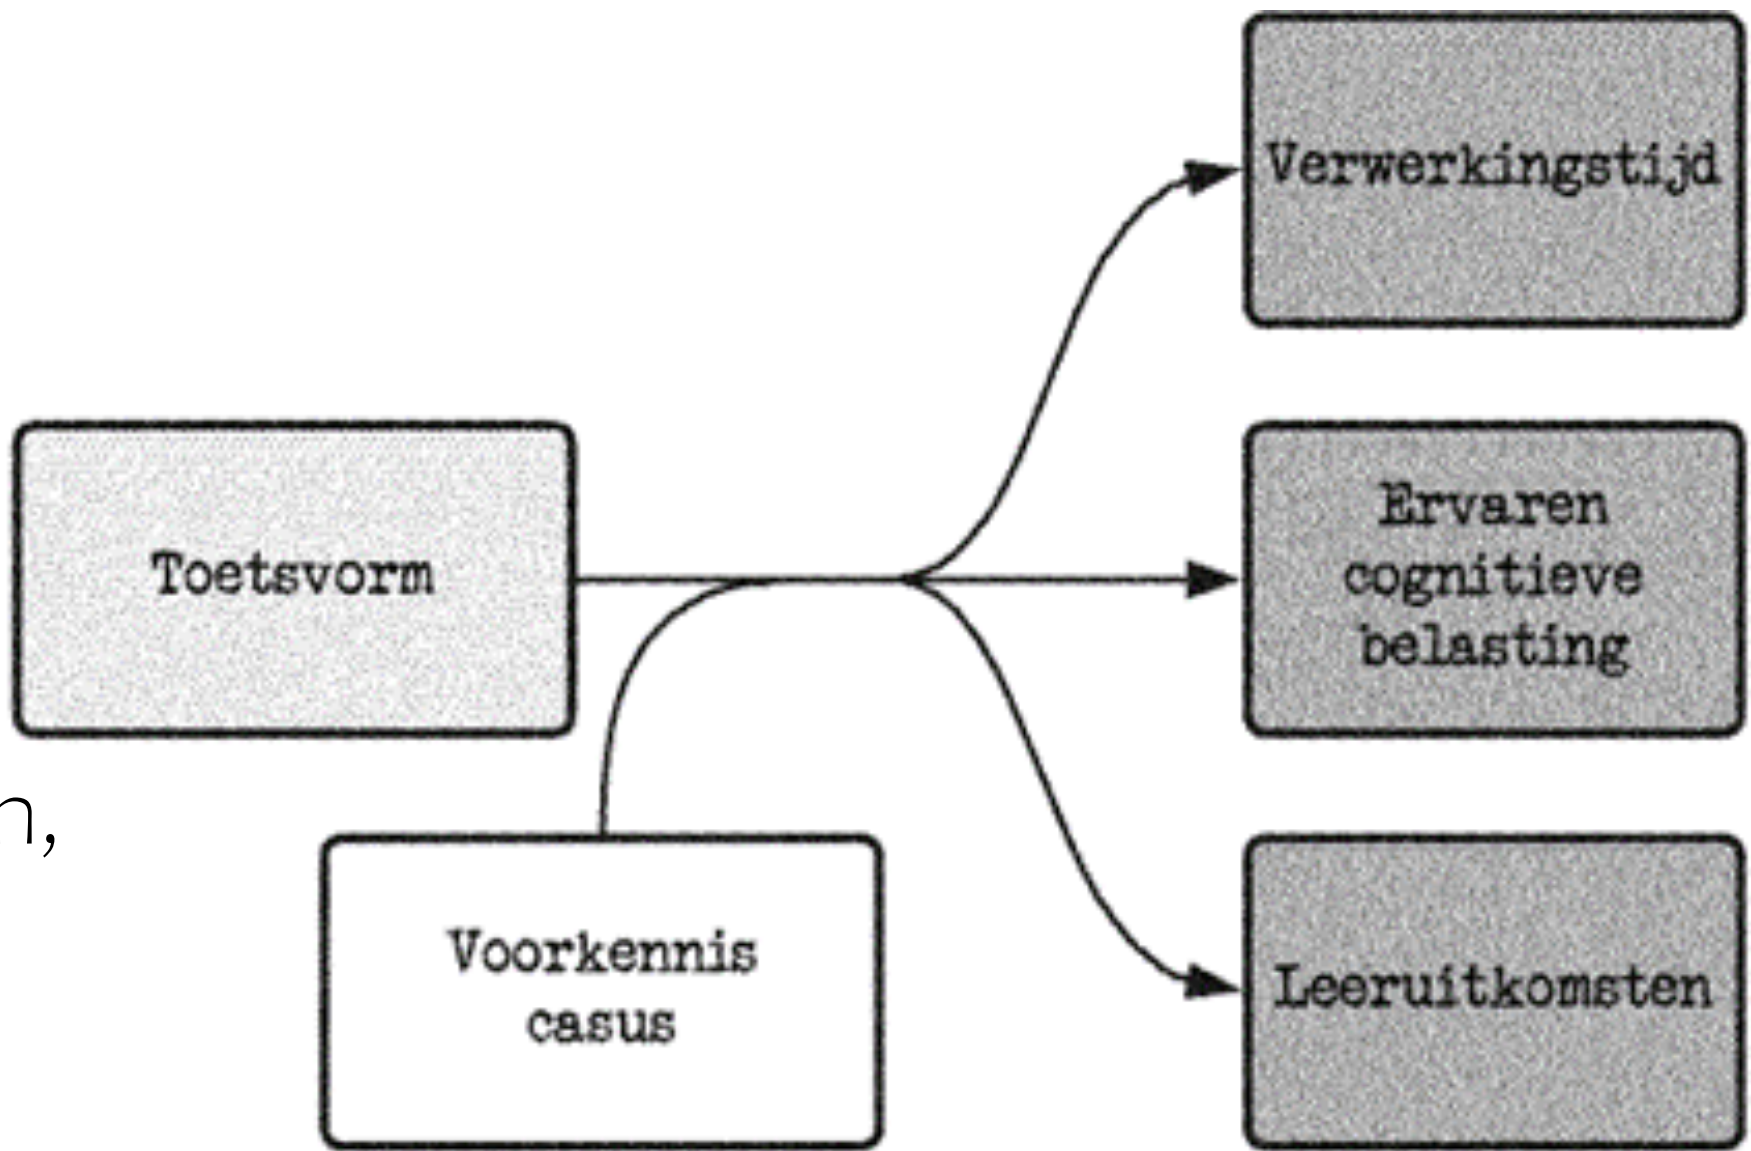 Verwerkingstijd
Toetsvorm
Ervaren
cognitieve
belasting
n,
Voorkennis
casus
Leeruitkomsten